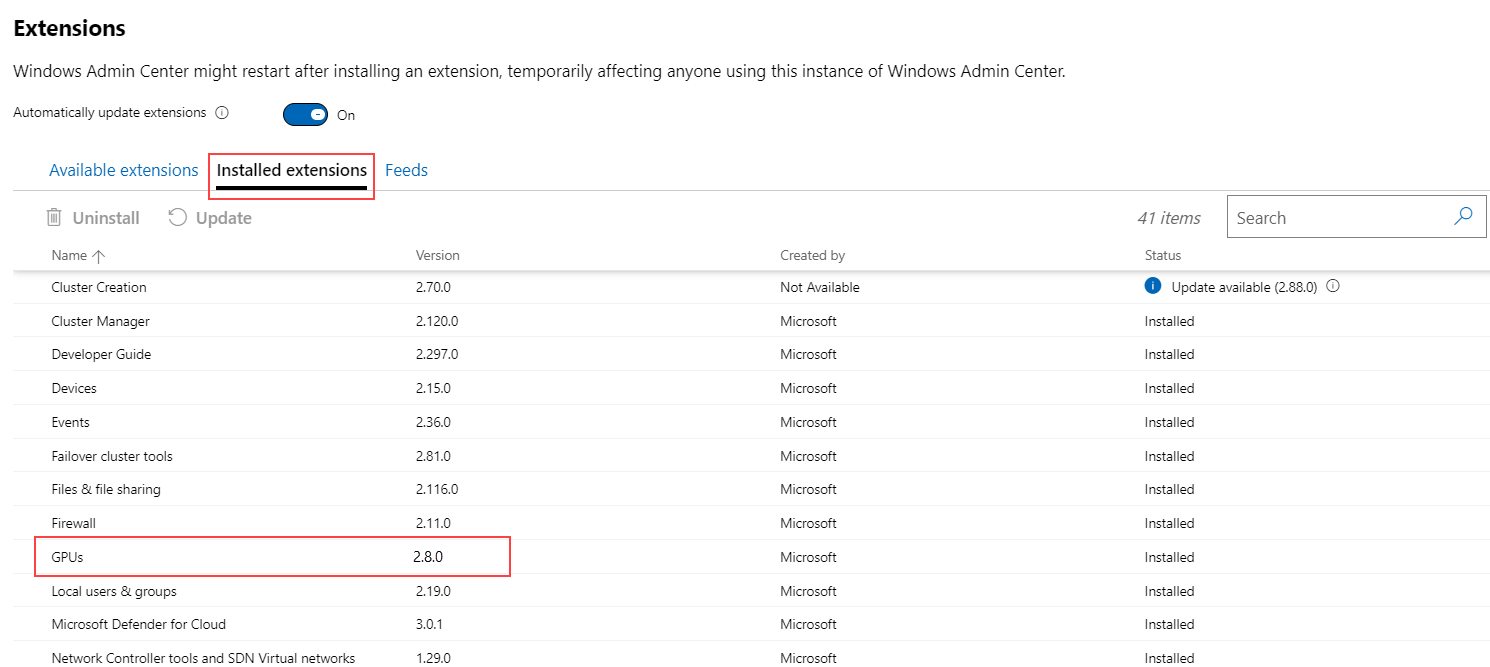 Extensions
Windows Admin Center might restart after installing an extension, temporarily affecting anyone using this instance of Windows Admin Center.
Automatically update extensions On
Available extensions Installed extensions Feeds
Uninstall Update 41 items Search
Name Version Created by Status
Cluster Creation 2.70.0 Not Available Update available (2.88.0)
Cluster Manager 2.120.0 Microsoft Installed
Developer Guide 2.297.0 Microsoft Installed
Devices 2.15.0 Microsoft Installed
Events 2.36.0 Microsoft Installed
Failover cluster tools 2.81.0 Microsoft Installed
Files & file sharing 2.116.0 Microsoft Installed
Firewall 2.11.0 Microsoft Installed
GPUs 2.8.0 Microsoft Installed
Local users & groups 2.19.0 Microsoft Installed
Microsoft Defender for Cloud 3.0.1 Microsoft Installed
Network Controller tools and SDN Virtual networks 1.29.0 Microsoft Installed